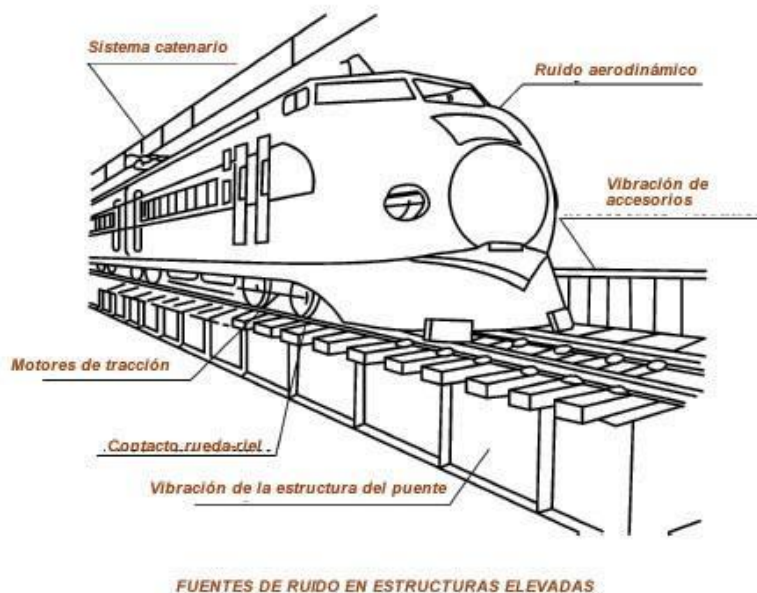 Sistema catenario
Ruido aerodinámico
Vibración de
accesorios
Motores de tracción
Contacto rueda-riel
Vibración de la estructura del puente
FUENTES DE RUIDO EN ESTRUCTURAS ELEVADAS